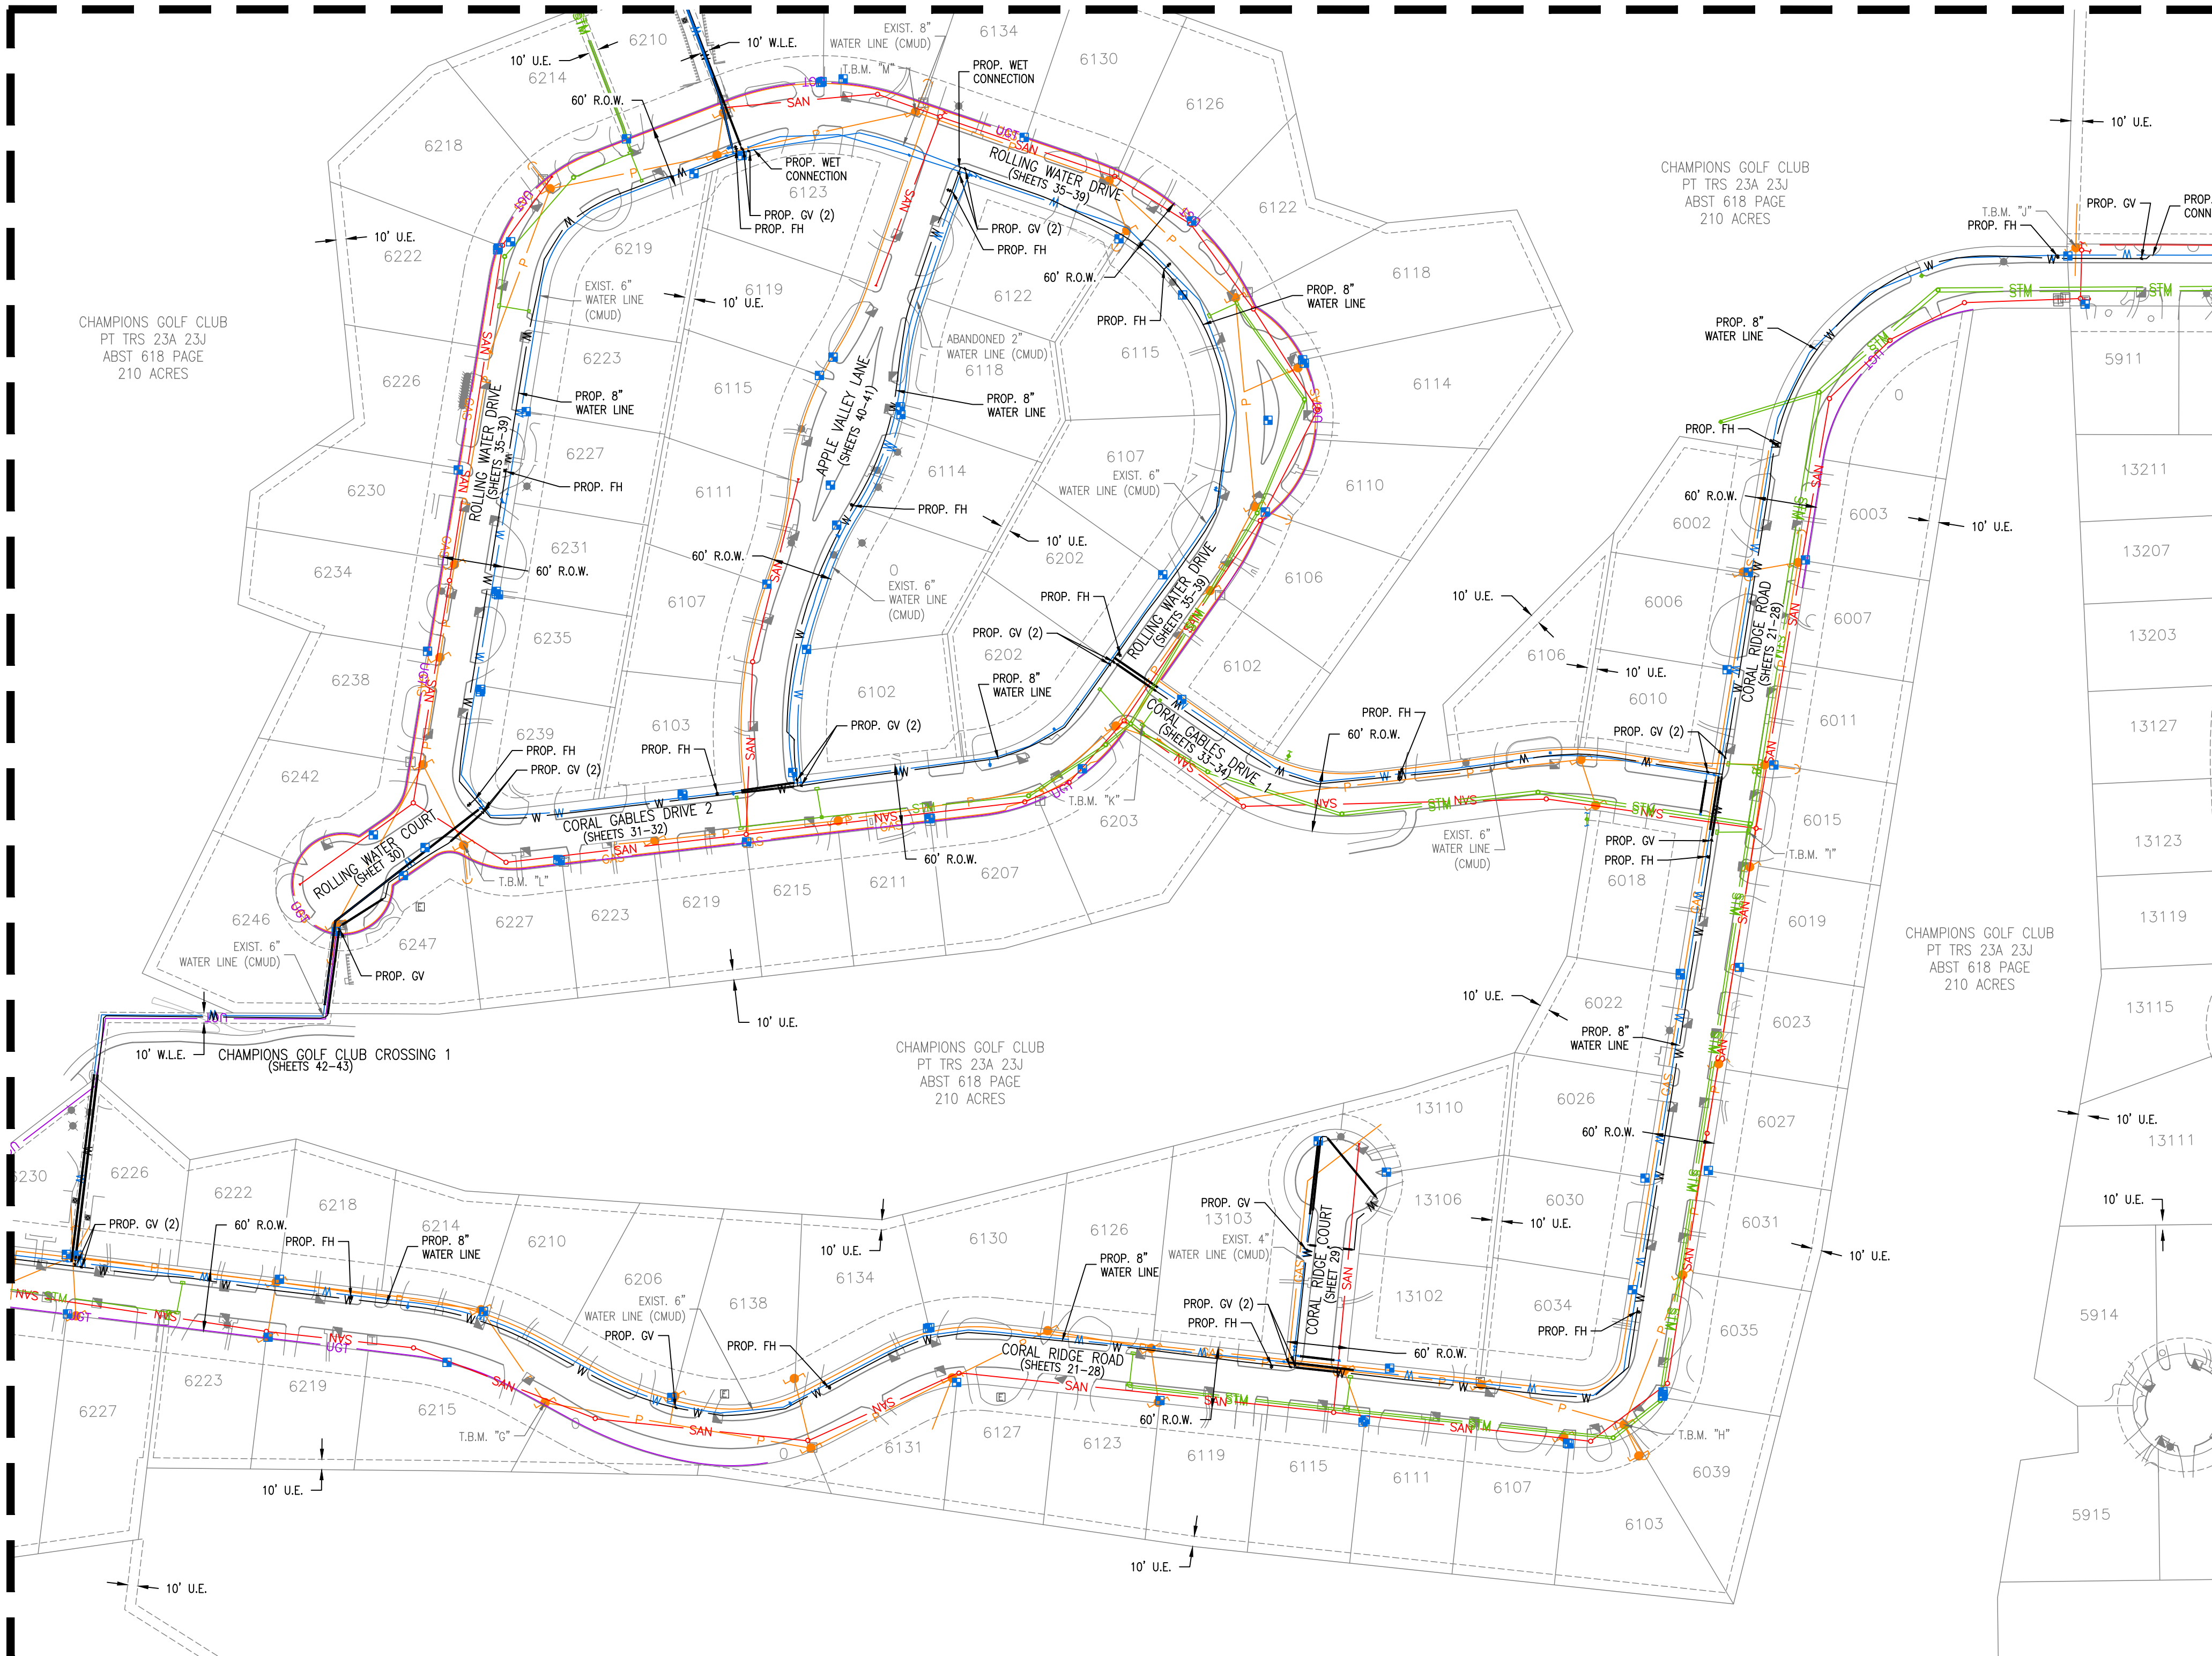 STM
6210
10' U.E.
6214
10' W.L.E.
EXIST. 8"
WATER LINE (CMUD)
T.B.M. "M"
6134
6130
PROP. WET
CONNECTION
6126
60' R.O.W.
UGT
SAN
UGT
SAN
6218
PROP. WET
CONNECTION
6123
ROLLING WATER DRIVE
(SHEETS 35-39)
PROP. GV (2)
PROP. FH
PROP. GV (2)
PROP. FH
60' R.O.W.
6122
6118
CHAMPIONS GOLF CLUB
PT TRS 23A 23J
ABST 618 PAGE
210 ACRES
10' U.E.
T.B.M. "J"
PROP. FH
PROP. GV
PROP.
CONN
10' U.E.
6222
6219
EXIST. 6"
WATER LINE
(CMUD)
6119
10' U.E.
6122
PROP. 8"
WATER LINE
PROP. FH
CHAMPIONS GOLF CLUB
PT TRS 23A 23J
ABST 618 PAGE
210 ACRES
6223
ABANDONED 2"
WATER LINE (CMUD)
6118
6115
6114
PROP. 8"
WATER LINE
5911
6226
6115
PROP. 8"
WATER LINE
PROP. 8"
WATER LINE
ROLLING WATER DRIVE
(SHEETS 35-39)
APPLE VALLEY LANE
(SHEETS 40-41)
6227
6114
6107
EXIST. 6"
WATER LINE (CMUD)
PROP. FH
6230
PROP. FH
6111
PROP. FH
6110
60' R.O.W.
6002
6003
10' U.E.
13211
6231
60' R.O.W.
60' R.O.W.
10' U.E.
6202
0
EXIST. 6"
WATER LINE
(CMUD)
6234
6107
6106
ROLLING WATER DRIVE
(SHEETS 35-39)
PROP. FH
10' U.E.
6006
6007
13207
6235
PROP. GV (2)
6202
6102
6106
10' U.E.
CORAL RIDGE ROAD
(SHEETS 21-28)
13203
6238
6102
PROP. 8"
WATER LINE
6010
6011
6239
6103
PROP. GV (2)
PROP. FH
60' R.O.W.
PROP. GV (2)
13127
PROP. FH
PROP. GV (2)
PROP. FH
CORAL GABLES DRIVE 1
(SHEETS 33-34)
6242
CORAL GABLES DRIVE 2
(SHEETS 31-32)
T.B.M. "K"
6203
EXIST. 6"
WATER LINE
(CMUD)
PROP. GV
PROP. FH
6018
6015
T.B.M. "I"
13123
ROLLING WATER COURT
(SHEET 30)
T.B.M. "L"
60' R.O.W.
6246
6247
6227
6223
6219
6215
6211
6207
6019
13119
EXIST. 6"
WATER LINE (CMUD)
PROP. GV
CHAMPIONS GOLF CLUB
PT TRS 23A 23J
ABST 618 PAGE
210 ACRES
10' U.E.
10' U.E.
6022
PROP. 8"
WATER LINE
6023
13115
10' W.L.E.
CHAMPIONS GOLF CLUB CROSSING 1
(SHEETS 42-43)
CHAMPIONS GOLF CLUB
PT TRS 23A 23J
ABST 618 PAGE
210 ACRES
13110
6026
60' R.O.W.
6027
10' U.E.
13111
6230
6226
6222
6218
6214
6210
6206
6138
6134
6130
6126
13103
13106
6030
10' U.E.
6031
10' U.E.
10' U.E.
PROP. GV (2)
60' R.O.W.
PROP. FH
PROP. 8"
WATER LINE
10' U.E.
PROP. GV
EXIST. 4"
WATER LINE (CMUD)
PROP. 8"
WATER LINE
CORAL RIDGE COURT
(SHEET 29)
EXIST. 6"
WATER LINE (CMUD)
PROP. GV
PROP. FH
PROP. GV (2)
PROP. FH
13102
6034
PROP. FH
6035
5914
CORAL RIDGE ROAD
(SHEETS 21-28)
60' R.O.W.
6223
6219
6227
6215
T.B.M. "G"
0
0
6131
6127
6123
60' R.O.W.
6119
6115
6111
6107
T.B.M. "H"
6039
10' U.E.
6103
5915
10' U.E.
10' U.E.